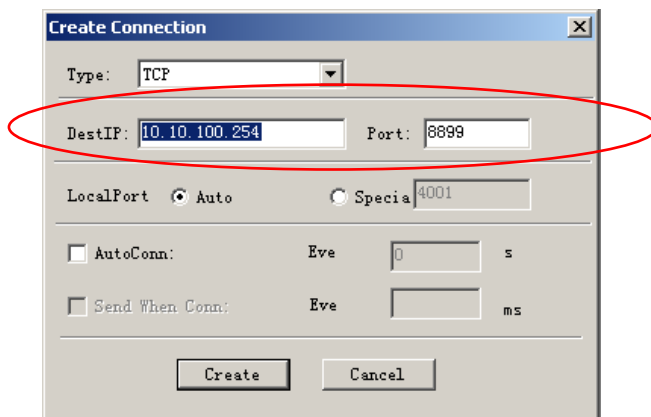 Create Connection
Type: TCP
DestIP: 10.10.100.254 Port: 8899
LocalPort Auto Specia 4001
AutoConn: Eve 0 s
Send When Conn: Eve ms
Create Cancel